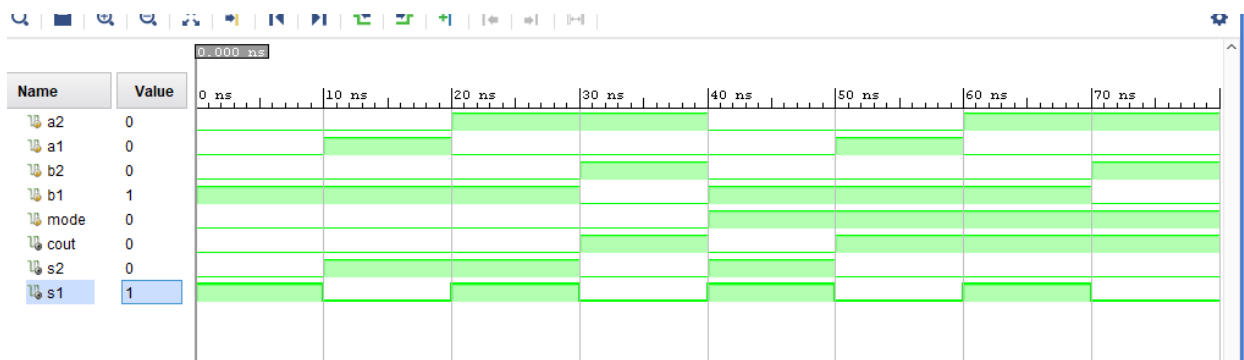 0.000 ns
Name Value 0 ns 10 ns 20 ns 30 ns 40 ns 50 ns 60 ns 70 ns
a2 0
a1 0
b2 0
b1 1
mode 0
cout 0
s2 0
s1 1